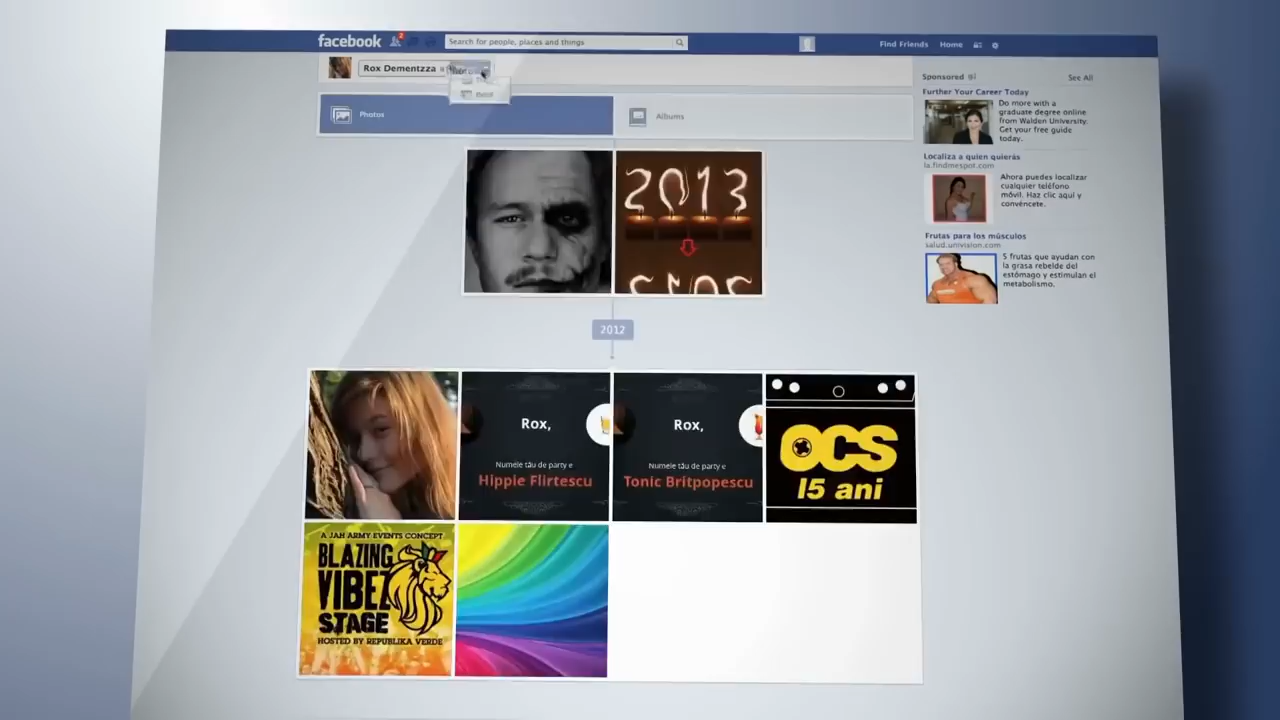 facebook
2
Search for people, places and things
Find Friends
Home
Rox Dementzza
Photos
Albums
Sponsored
See All
Further Your Career Today
Do more with a
graduate degree online
from Walden University.
Get your free guide
today.
Localiza a quien quierás
la.findmespot.com
Ahora puedes localizar
cualquier teléfono
móvil. Haz clic aquí y
convéncete.
Frutas para los músculos
salud.univision.com
5 frutas que ayudan con
la grasa rebelde del
estómago y estimulan el
metabolismo.
2013
2012
Rox,
Numele tău de party e
Hippie Flirtescu
Rox,
Numele tău de party e
Tonic Britpopescu
OCS
15 ani
A JAH ARMY EVENTS CONCEPT
BLAZING
VIBEZ
STAGE
HOSTED BY REPUBLIKA VERDE